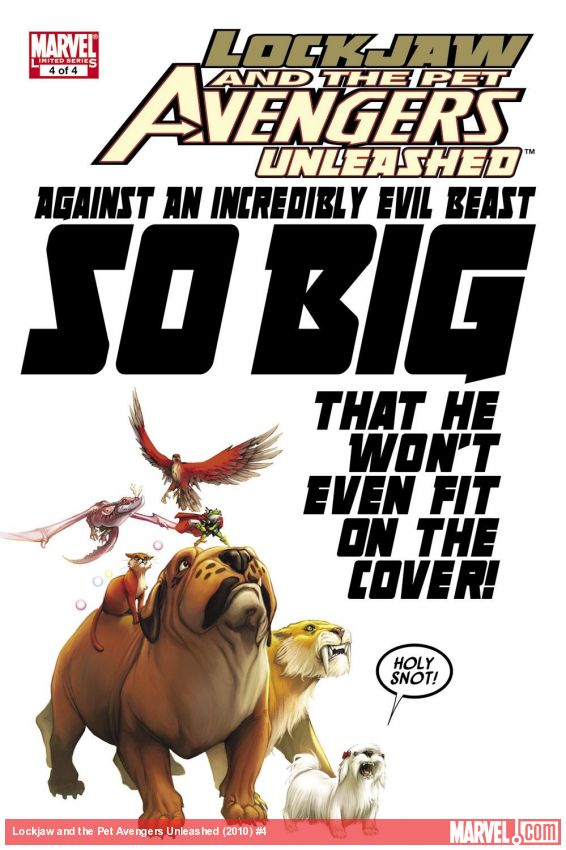 MARVEL
LIMITED SERIES
4 of 4
LOCKJAW
AND THE PET
AVENGERS
UNLEASHED™
AGAINST AN INCREDIBLY EVIL BEAST
SO BIG
THAT HE
WON'T
EVEN FIT
ON THE
COVER!
HOLY
SNOT!
Lockjaw and the Pet Avengers Unleashed (2010) #4
MARVEL.com